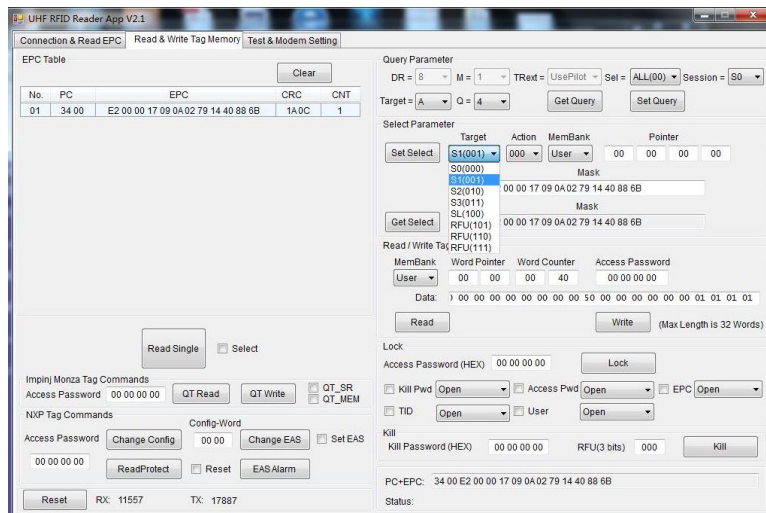 UHF RFID Reader App V2.1
Connection & Read EPC Read & Write Tag Memory Test & Modem Setting
EPC Table
Clear
No. PC EPC CRC CNT
01 34 00 E2 00 00 17 09 0A 02 79 14 40 88 6B 1A 0C 1
Read Single Select
Impinj Monza Tag Commands
Access Password 00 00 00 00 QT Read QT Write QT_SR
QT_MEM
NXP Tag Commands
Config-Word
Access Password Change Config 00 00 Change EAS Set EAS
00 00 00 00 ReadProtect Reset EAS Alarm
Reset RX: 11557 TX: 17887
Query Parameter
DR = 8 M = 1 TRext = UsePilot Sel = ALL(00) Session = S0
Target = A Q = 4 Get Query Set Query
Select Parameter
Target Action MemBank Pointer
Set Select S1(001) 000 User 00 00 00 00
S0(000)
S1(001)
S2(010)
S3(011)
SL(100)
RFU(101)
RFU(110)
RFU(111)
Mask
00 00 17 09 0A 02 79 14 40 88 6B
Mask
Get Select 00 00 17 09 0A 02 79 14 40 88 6B
Read / Write Tag
MemBank Word Pointer Word Counter Access Password
User 00 00 00 40 00 00 00 00
Data: 00 00 00 00 00 00 00 50 00 00 00 00 00 01 01 01 01
Read Write (Max Length is 32 Words)
Lock
Access Password (HEX) 00 00 00 00 Lock
Kill Pwd Open Access Pwd Open EPC Open
TID Open User Open
Kill
Kill Password (HEX) 00 00 00 00 RFU(3 bits) 000 Kill
PC+EPC: 34 00 E2 00 00 17 09 0A 02 79 14 40 88 6B
Status: